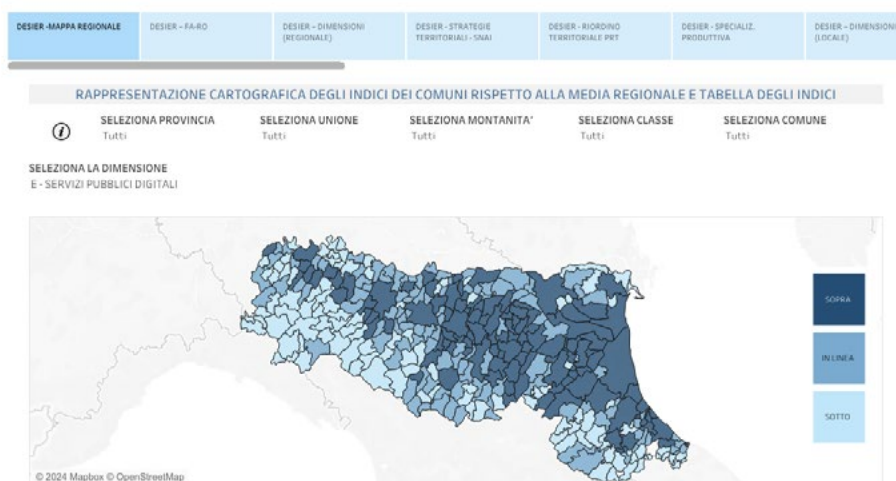 DESIER -MAPPA REGIONALE
DESIER – FA-RO
DESIER – DIMENSIONI
(REGIONALE)
DESIER - STRATEGIE
TERRITORIALI - SNAI
DESIER - RIORDINO
TERRITORIALE PRT
DESIER - SPECIALIZ.
PRODUTTIVA
DESIER – DIMENSIONI
(LOCALE)
RAPPRESENTAZIONE CARTOGRAFICA DEGLI INDICI DEI COMUNI RISPETTO ALLA MEDIA REGIONALE E TABELLA DEGLI INDICI
i
SELEZIONA PROVINCIA
Tutti
SELEZIONA UNIONE
Tutti
SELEZIONA MONTANITA'
Tutti
SELEZIONA CLASSE
Tutti
SELEZIONA COMUNE
Tutti
SELEZIONA LA DIMENSIONE
E - SERVIZI PUBBLICI DIGITALI
SOPRA
IN LINEA
SOTTO
© 2024 Mapbox © OpenStreetMap